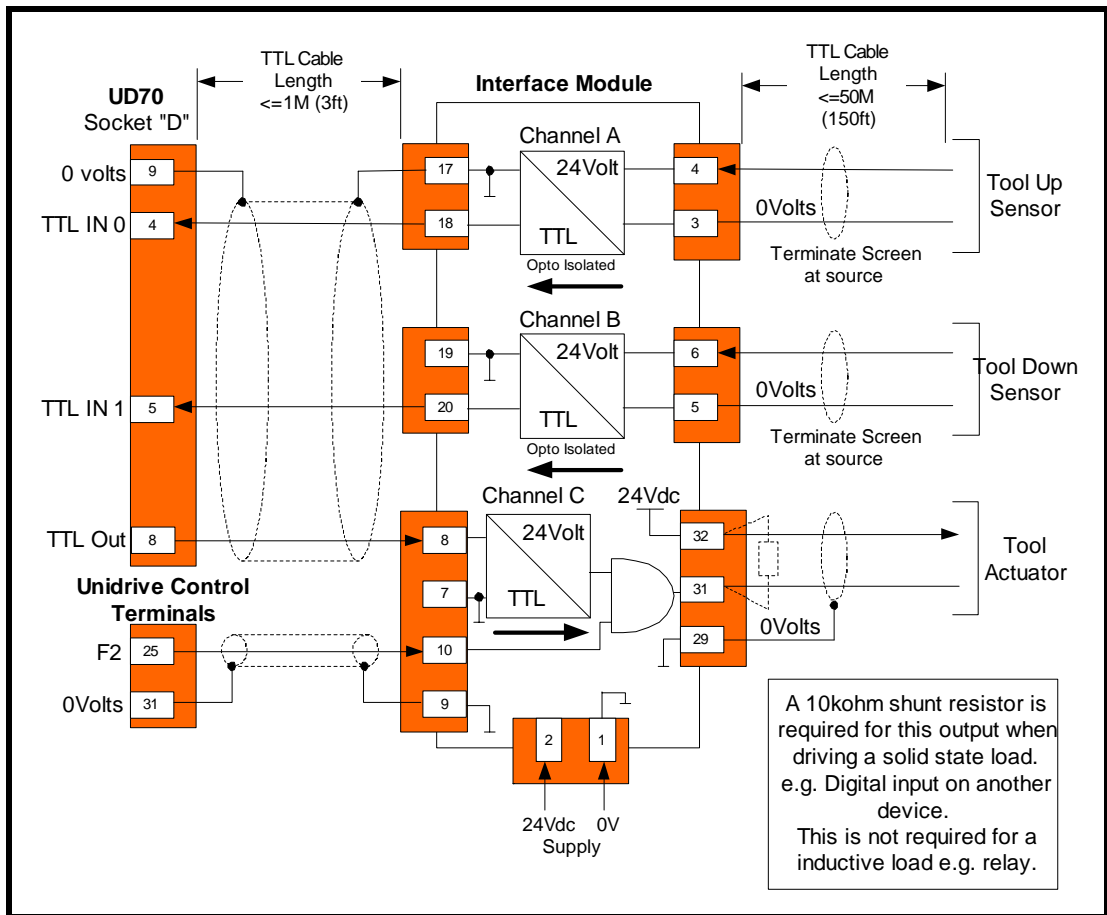 TTL Cable
Length
<=1M (3ft)
Interface Module
TTL Cable
Length
<=50M
(150ft)
UD70
Socket "D"
0 volts
9
TTL IN 0
4
17
18
Channel A
24Volt
TTL
Opto Isolated
4
3
0Volts
Terminate Screen
at source
Tool Up
Sensor
TTL IN 1
5
19
20
Channel B
24Volt
TTL
Opto Isolated
6
5
0Volts
Terminate Screen
at source
Tool Down
Sensor
TTL Out
8
8
7
10
9
Channel C
24Volt
TTL
24Vdc
32
31
29
0Volts
Tool
Actuator
Unidrive Control
Terminals
F2
25
0Volts
31
2
1
24Vdc
0V
Supply
A 10kohm shunt resistor is
required for this output when
driving a solid state load.
e.g. Digital input on another
device.
This is not required for a
inductive load e.g. relay.